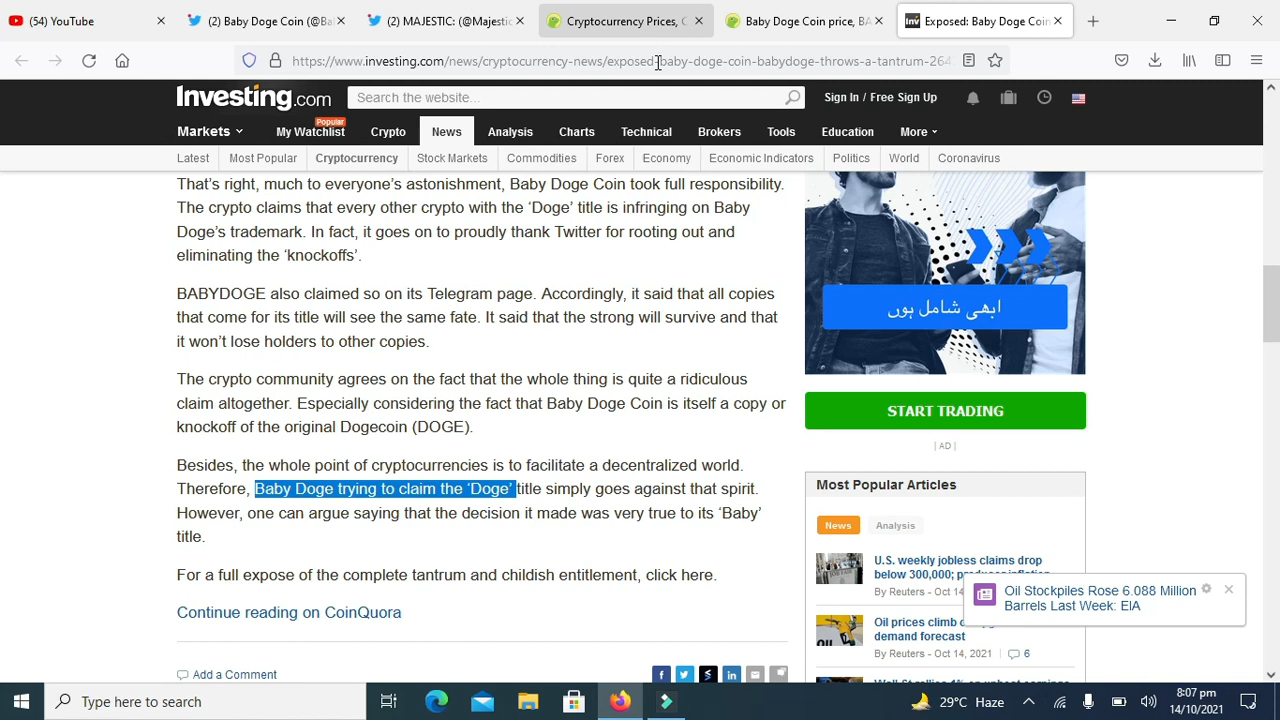 (54) YouTube
(2) Baby Doge Coin (@Ba
(2) MAJESTIC: (@Majestic
Cryptocurrency Prices, C
Baby Doge Coin price, BA
Inv Exposed: Baby Doge Coin
https://www.investing.com/news/cryptocurrency-news/exposed-baby-doge-coin-babydoge-throws-a-tantrum-264
Investing.com
Search the website...
Sign In / Free Sign Up
Popular
Markets
My Watchlist
Crypto
News
Analysis
Charts
Technical
Brokers
Tools
Education
More
Latest
Most Popular
Cryptocurrency
Stock Markets
Commodities
Forex
Economy
Economic Indicators
Politics
World
Coronavirus
That's right, much to everyone's astonishment, Baby Doge Coin took full responsibility.
The crypto claims that every other crypto with the ‘Doge’ title is infringing on Baby
Doge's trademark. In fact, it goes on to proudly thank Twitter for rooting out and
eliminating the ‘knockoffs’.
BABYDOGE also claimed so on its Telegram page. Accordingly, it said that all copies
that come for its title will see the same fate. It said that the strong will survive and that
it won't lose holders to other copies.
The crypto community agrees on the fact that the whole thing is quite a ridiculous
claim altogether. Especially considering the fact that Baby Doge Coin is itself a copy or
knockoff of the original Dogecoin (DOGE).
Besides, the whole point of cryptocurrencies is to facilitate a decentralized world.
Therefore, Baby Doge trying to claim the ‘Doge’ title simply goes against that spirit.
However, one can argue saying that the decision it made was very true to its ‘Baby’
title.
For a full expose of the complete tantrum and childish entitlement, click here.
Continue reading on CoinQuora
Add a Comment
ابھی شامل ہوں
START TRADING
| AD |
Most Popular Articles
News
Analysis
U.S. weekly jobless claims drop
below 300,000;
By Reuters - Oct 14
Oil prices climb
demand forecast
By Reuters - Oct 14, 2021
6
Oil Stockpiles Rose 6.088 Million
Barrels Last Week: EIA
Type here to search
29°C Haze
8:07 pm
14/10/2021